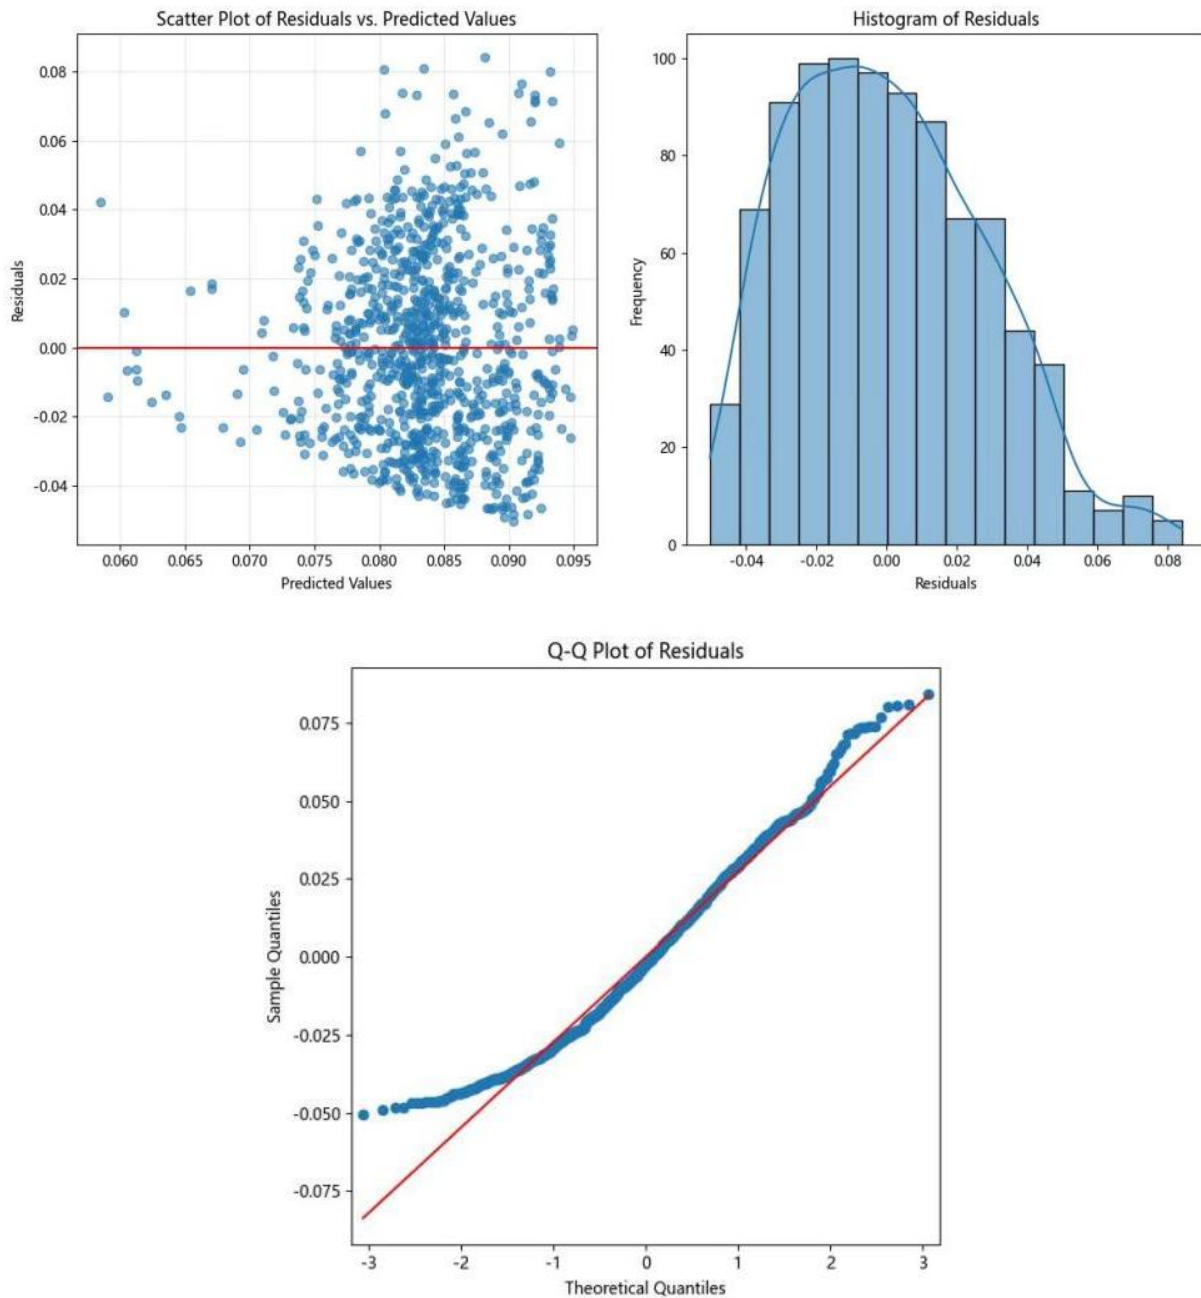 Scatter Plot of Residuals vs. Predicted Values
Residuals
0.08
0.06
0.04
0.02
0.00
-0.02
-0.04
0.060 0.065 0.070 0.075 0.080 0.085 0.090 0.095
Predicted Values
Histogram of Residuals
Frequency
100
80
60
40
20
0
-0.04 -0.02 0.00 0.02 0.04 0.06 0.08
Residuals
Q-Q Plot of Residuals
Sample Quantiles
0.075
0.050
0.025
0.000
-0.025
-0.050
-0.075
-3 -2 -1 0 1 2 3
Theoretical Quantiles